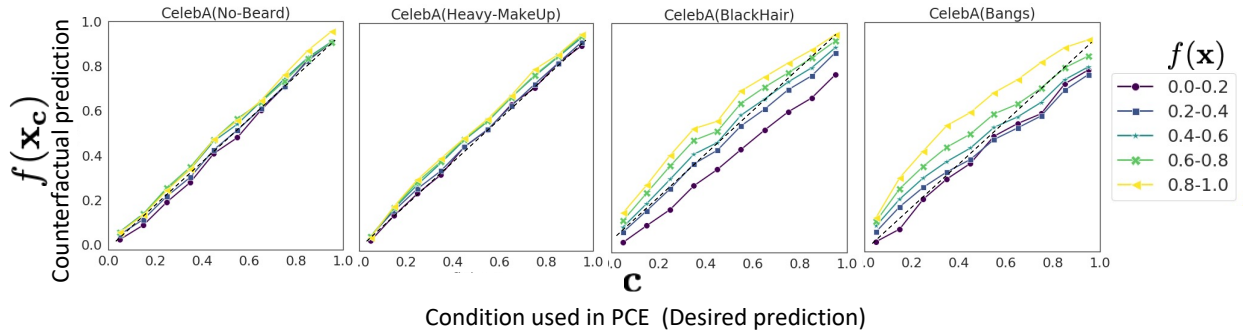 CelebA(No-Beard)
CelebA(Heavy-MakeUp)
CelebA(BlackHair)
CelebA(Bangs)
f(x_c)
Counterfactual prediction
1.0
0.8
0.6
0.4
0.2
0.0
0.0 0.2 0.4 0.6 0.8 1.0
0.0 0.2 0.4 0.6 0.8 1.0
0.0 0.2 0.4 0.6 0.8 1.0
0.0 0.2 0.4 0.6 0.8 1.0
f(x)
0.0-0.2
0.2-0.4
0.4-0.6
0.6-0.8
0.8-1.0
c
Condition used in PCE (Desired prediction)